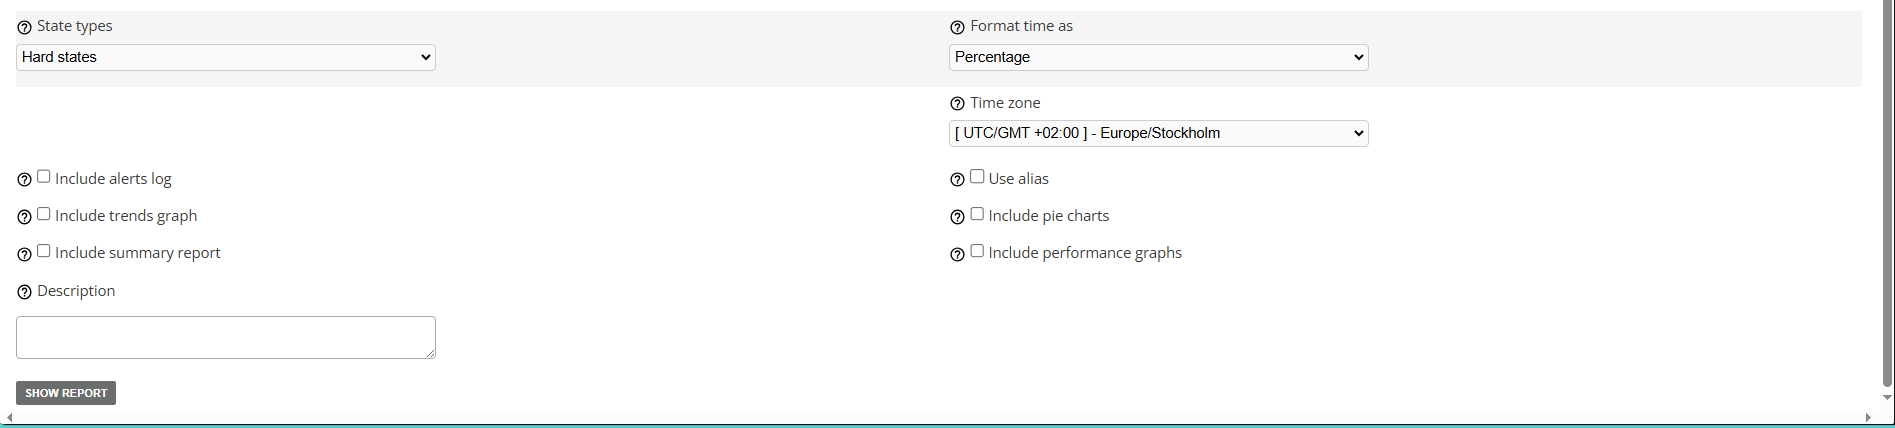 State types
Format time as
Hard states
Percentage
Time zone
[ UTC/GMT +02:00 ] - Europe/Stockholm
Include alerts log
Use alias
Include trends graph
Include pie charts
Include summary report
Include performance graphs
Description
SHOW REPORT